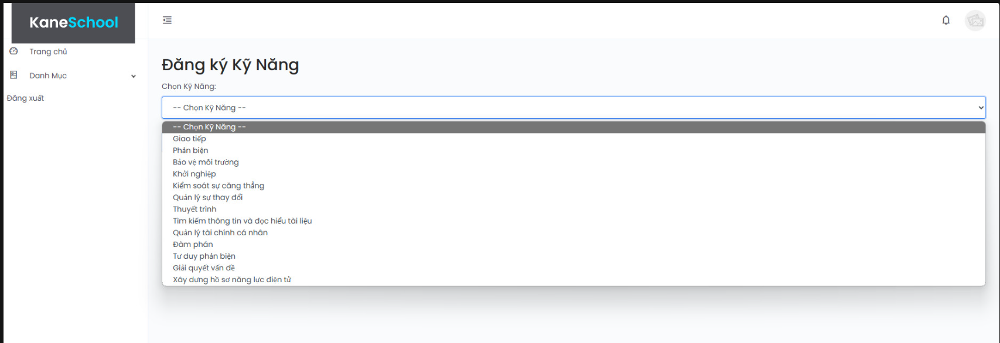 KaneSchool
Trang chủ
Danh Mục
Đăng xuất
Đăng ký Kỹ Năng
Chọn Kỹ Năng:
-- Chọn Kỹ Năng --
-- Chọn Kỹ Năng --
Giao tiếp
Phản biện
Bảo vệ môi trường
Khởi nghiệp
Kiểm soát sự căng thẳng
Quản lý sự thay đổi
Thuyết trình
Tìm kiếm thông tin và đọc hiểu tài liệu
Quản lý tài chính cá nhân
Đàm phán
Tư duy phản biện
Giải quyết vấn đề
Xây dựng hồ sơ năng lực điện tử